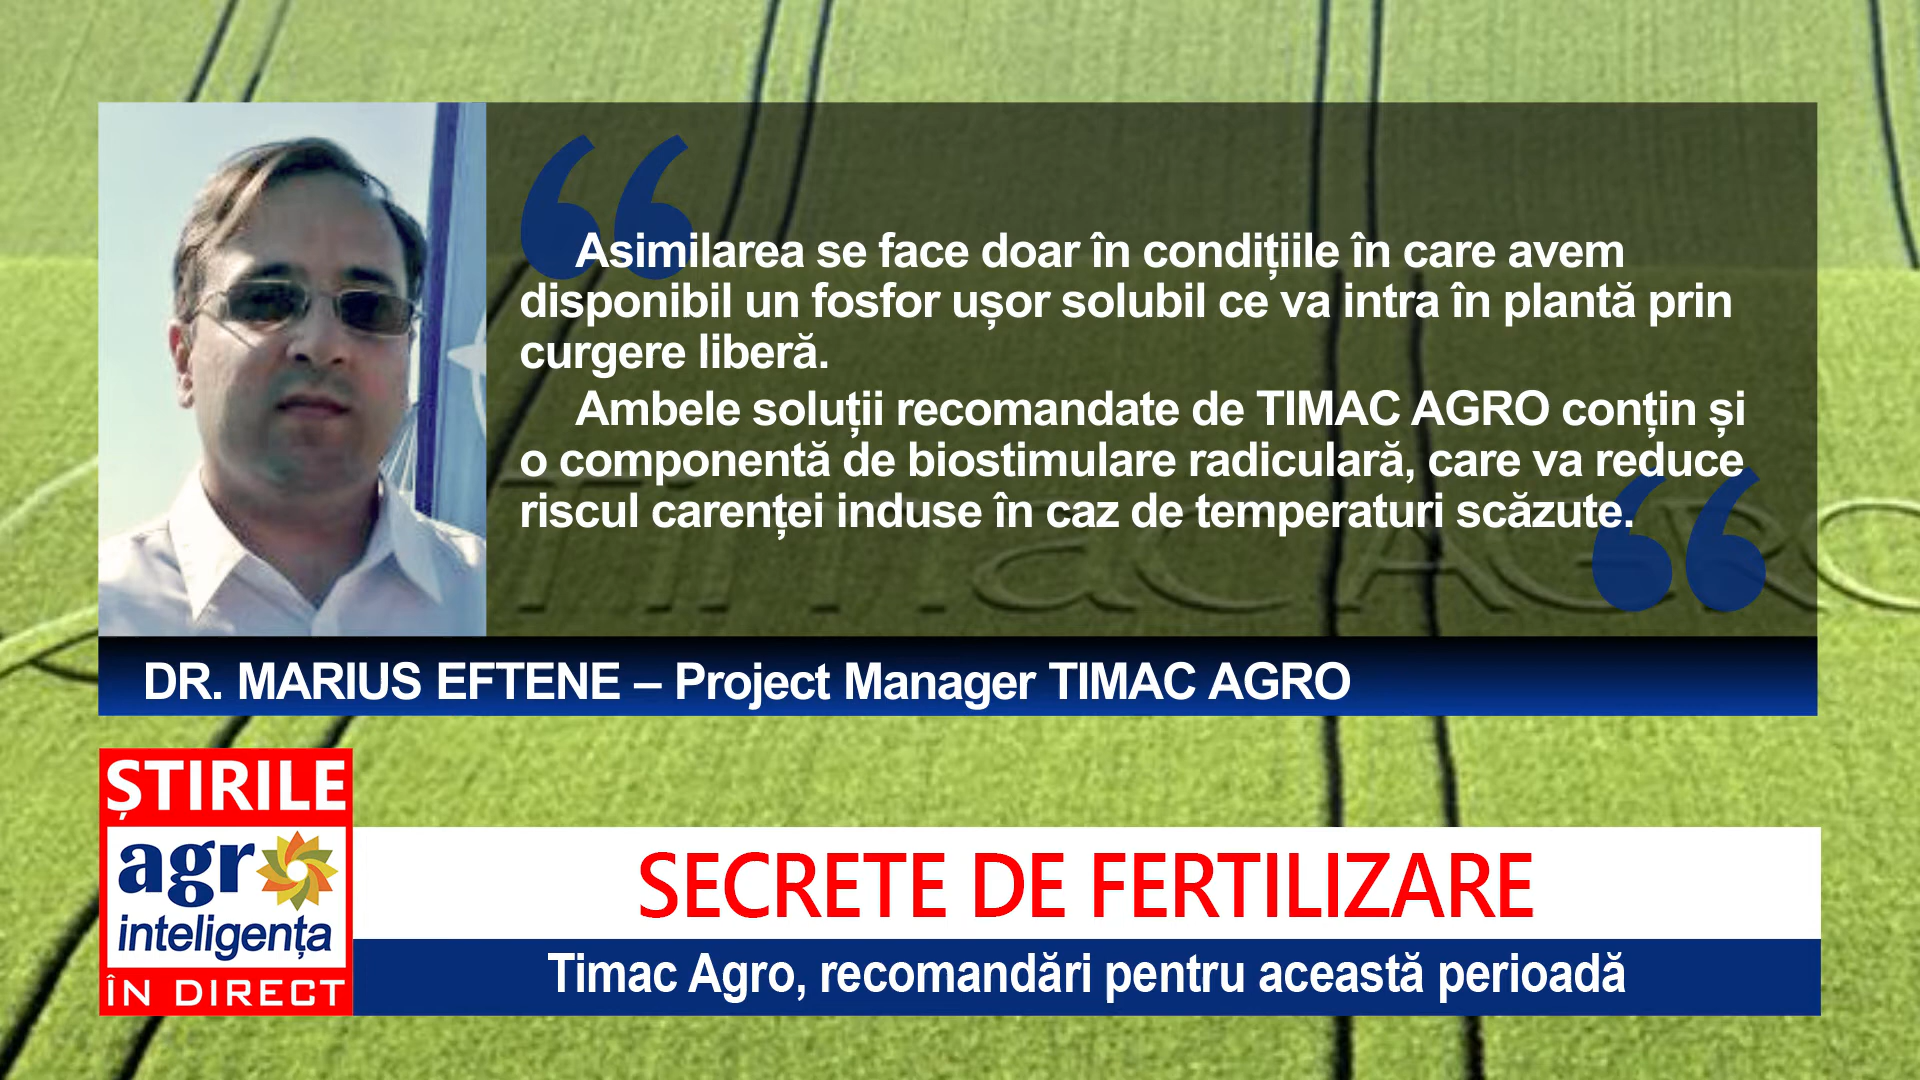 Asimilarea se face doar în condițiile în care avem
disponibil un fosfor ușor solubil ce va intra în plantă prin
curgere liberă.
Ambele soluții recomandate de TIMAC AGRO conțin și
o componentă de biostimulare radiculară, care va reduce
riscul carenței induse în caz de temperaturi scăzute.
Timac AGRO
DR. MARIUS EFTENE – Project Manager TIMAC AGRO
ȘTIRILE
agro
inteligența
ÎN DIRECT
SECRETE DE FERTILIZARE
Timac Agro, recomandări pentru această perioadă